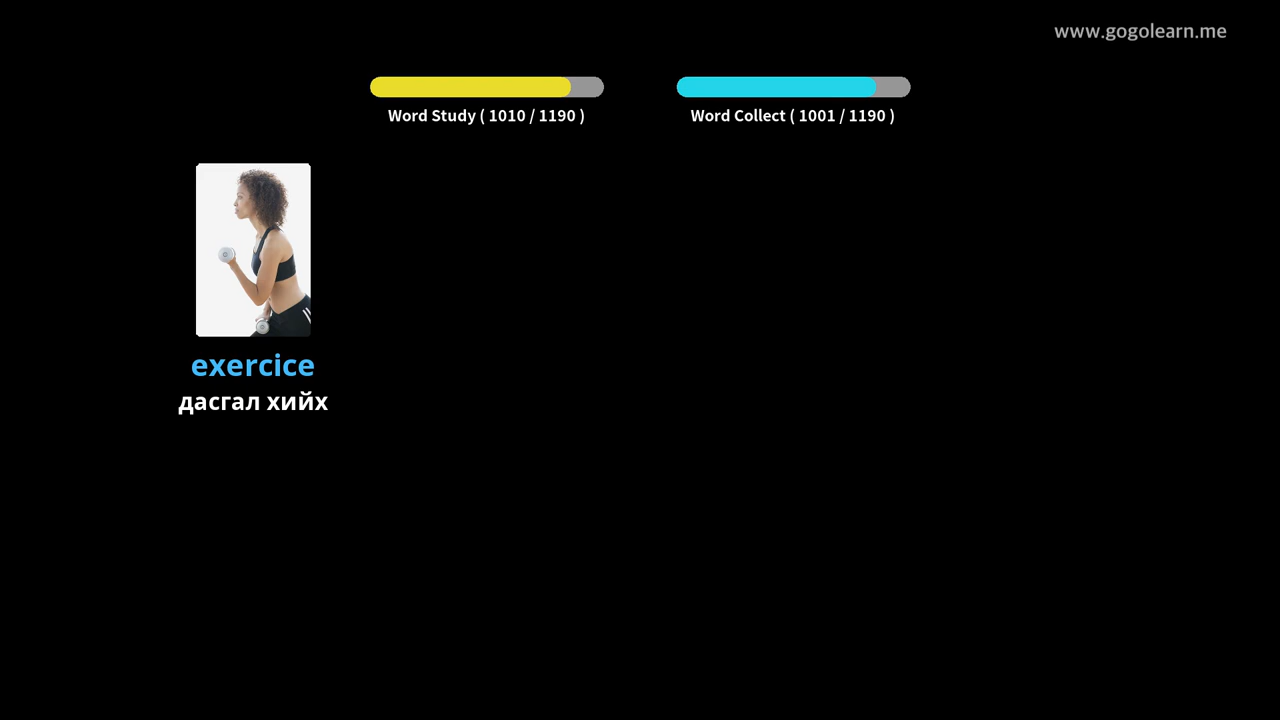 www.gogolearn.me
Word Study ( 1010 / 1190 )
Word Collect ( 1001 / 1190 )
exercice
дасгал хийх